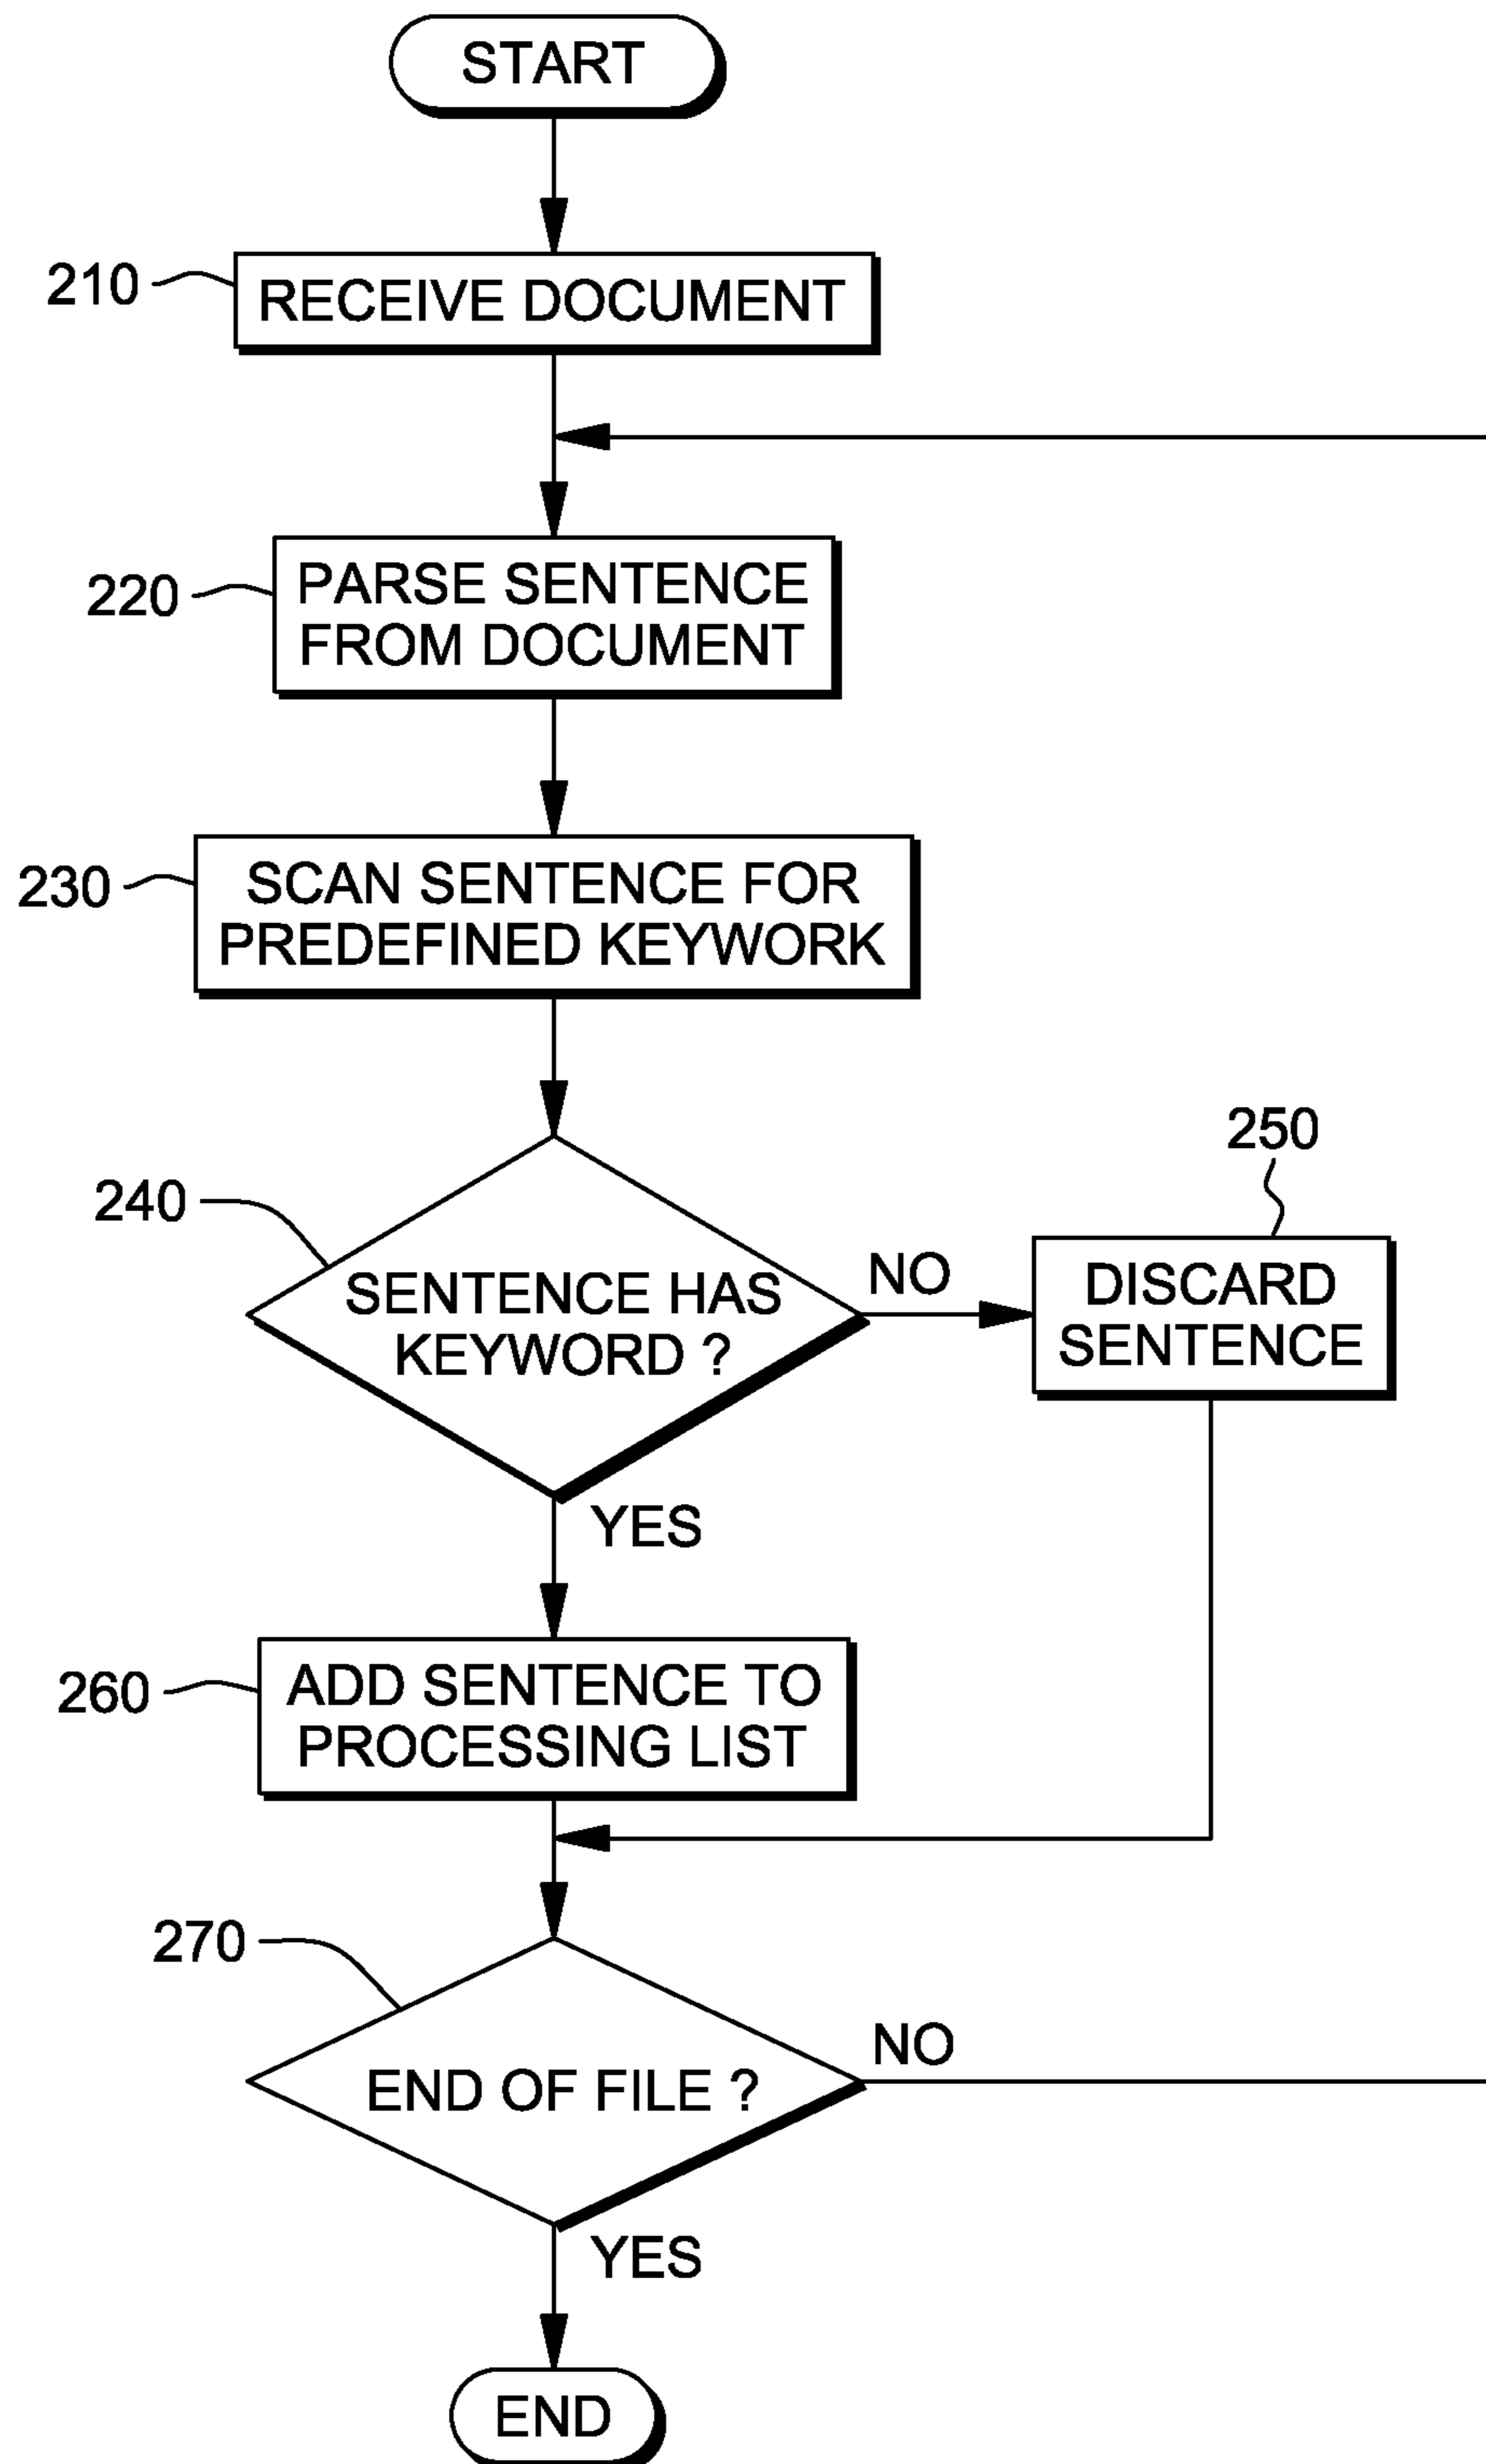 START
210
RECEIVE DOCUMENT
220
PARSE SENTENCE
FROM DOCUMENT
230
SCAN SENTENCE FOR
PREDEFINED KEYWORK
240
SENTENCE HAS
KEYWORD ?
NO
250
DISCARD
SENTENCE
YES
260
ADD SENTENCE TO
PROCESSING LIST
270
END OF FILE ?
NO
YES
END